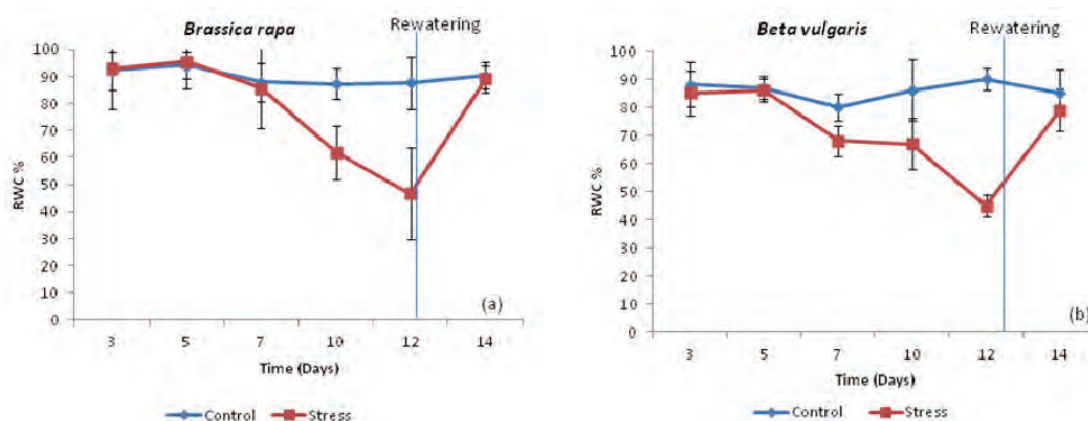 Brassica rapa
Rewatering
100
90
80
70
60
50
40
30
20
10
0
RWC %
(a)
3 5 7 10 12 14
Time (Days)
Control Stress
Beta vulgaris
Rewatering
100
90
80
70
60
50
40
30
20
10
0
RWC %
(b)
3 5 7 10 12 14
Time (Days)
Control Stress